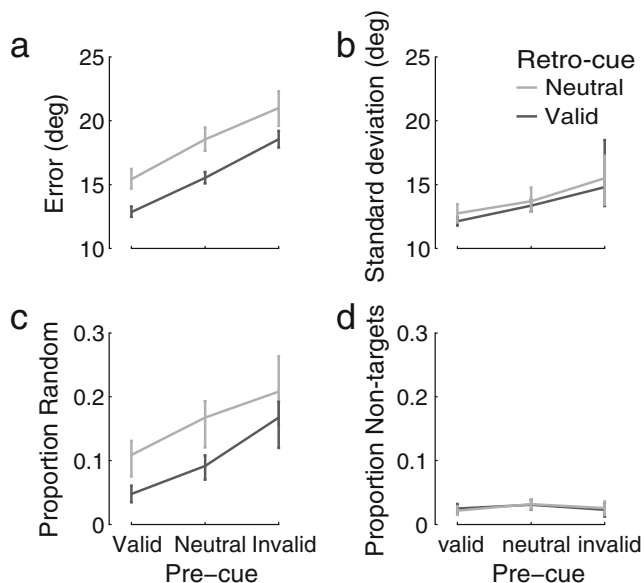 a
Error (deg)
25
20
15
10
b
Standard deviation (deg)
25
20
15
10
Retro-cue
Neutral
Valid
c
Proportion Random
0.3
0.2
0.1
0
Valid Neutral Invalid
Pre-cue
d
Proportion Non-targets
0.3
0.2
0.1
0
valid neutral invalid
Pre-cue